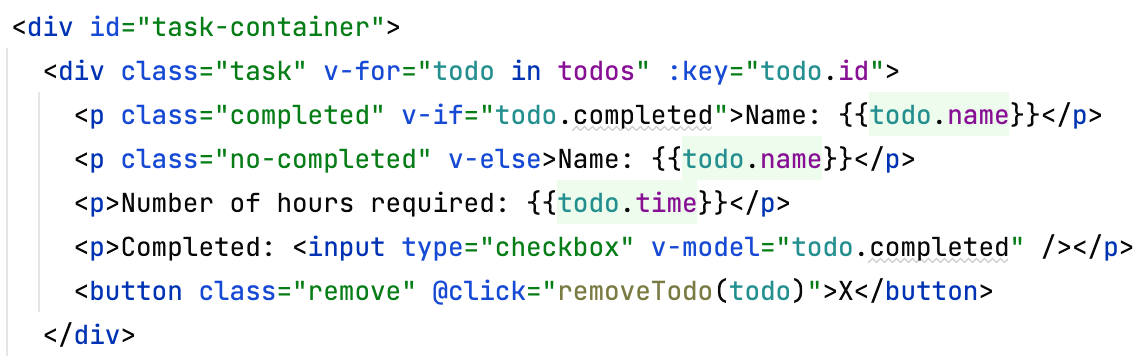 <div id="task-container">
<div class="task" v-for="todo in todos" :key="todo.id">
<p class="completed" v-if="todo.completed">Name: {{todo.name}}</p>
<p class="no-completed" v-else>Name: {{todo.name}}</p>
<p>Number of hours required: {{todo.time}}</p>
<p>Completed: <input type="checkbox" v-model="todo.completed" /></p>
<button class="remove" @click="removeTodo(todo)">X</button>
</div>